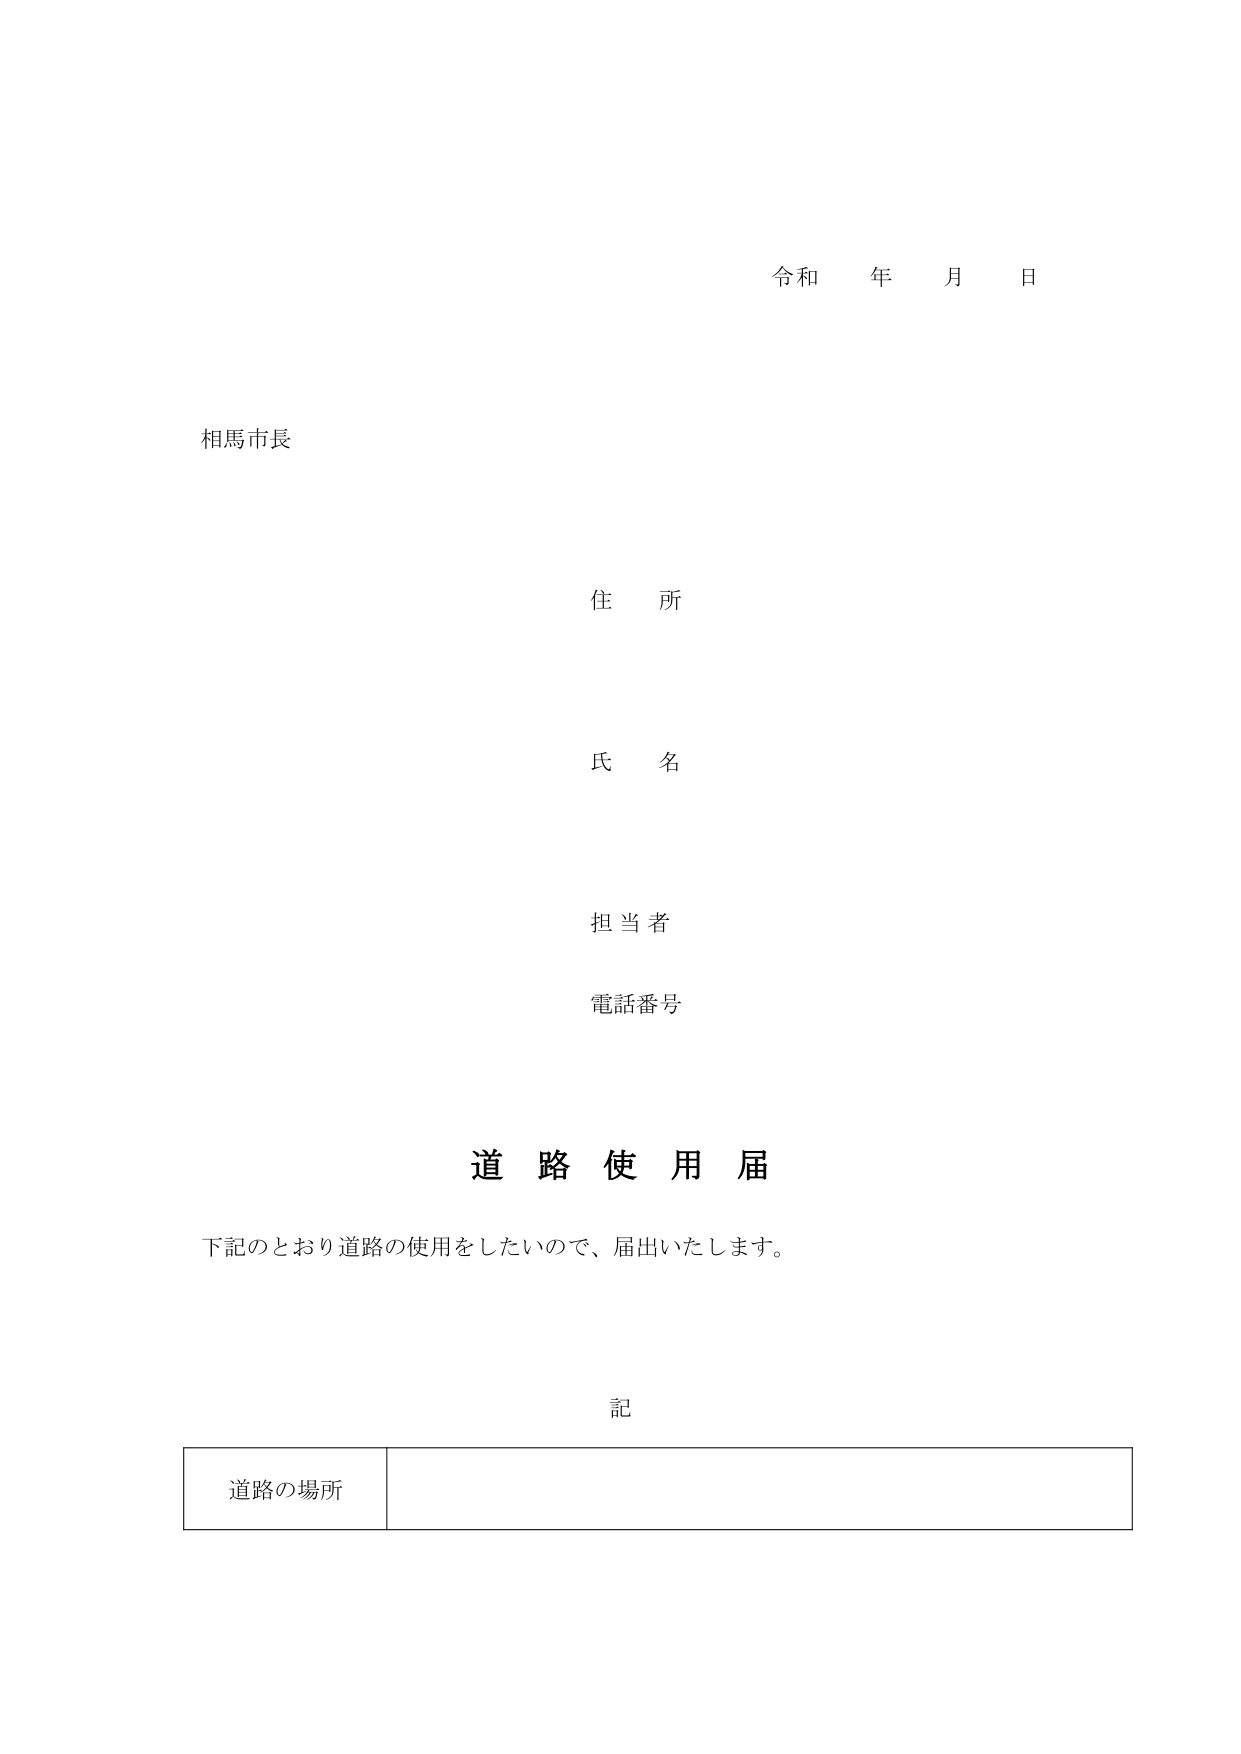 令和　　年　　月　　日
相馬市長
住　　所
氏　　名
担 当 者
電話番号
道　路　使　用　届
下記のとおり道路の使用をしたいので、届出いたします。
記
道路の場所